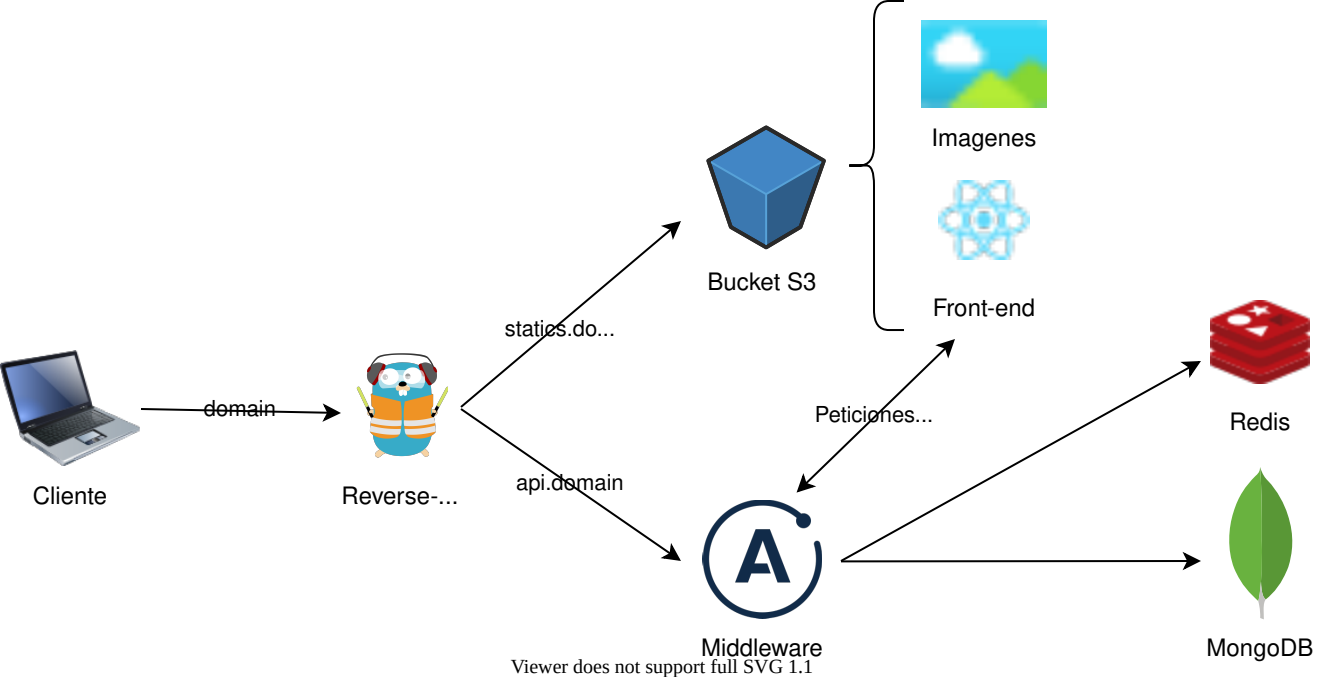 Imagenes
Bucket S3
Front-end
statics.do...
domain
Peticiones...
Redis
Cliente
Reverse-...
api.domain
A
Middleware
MongoDB
Viewer does not support full SVG 1.1